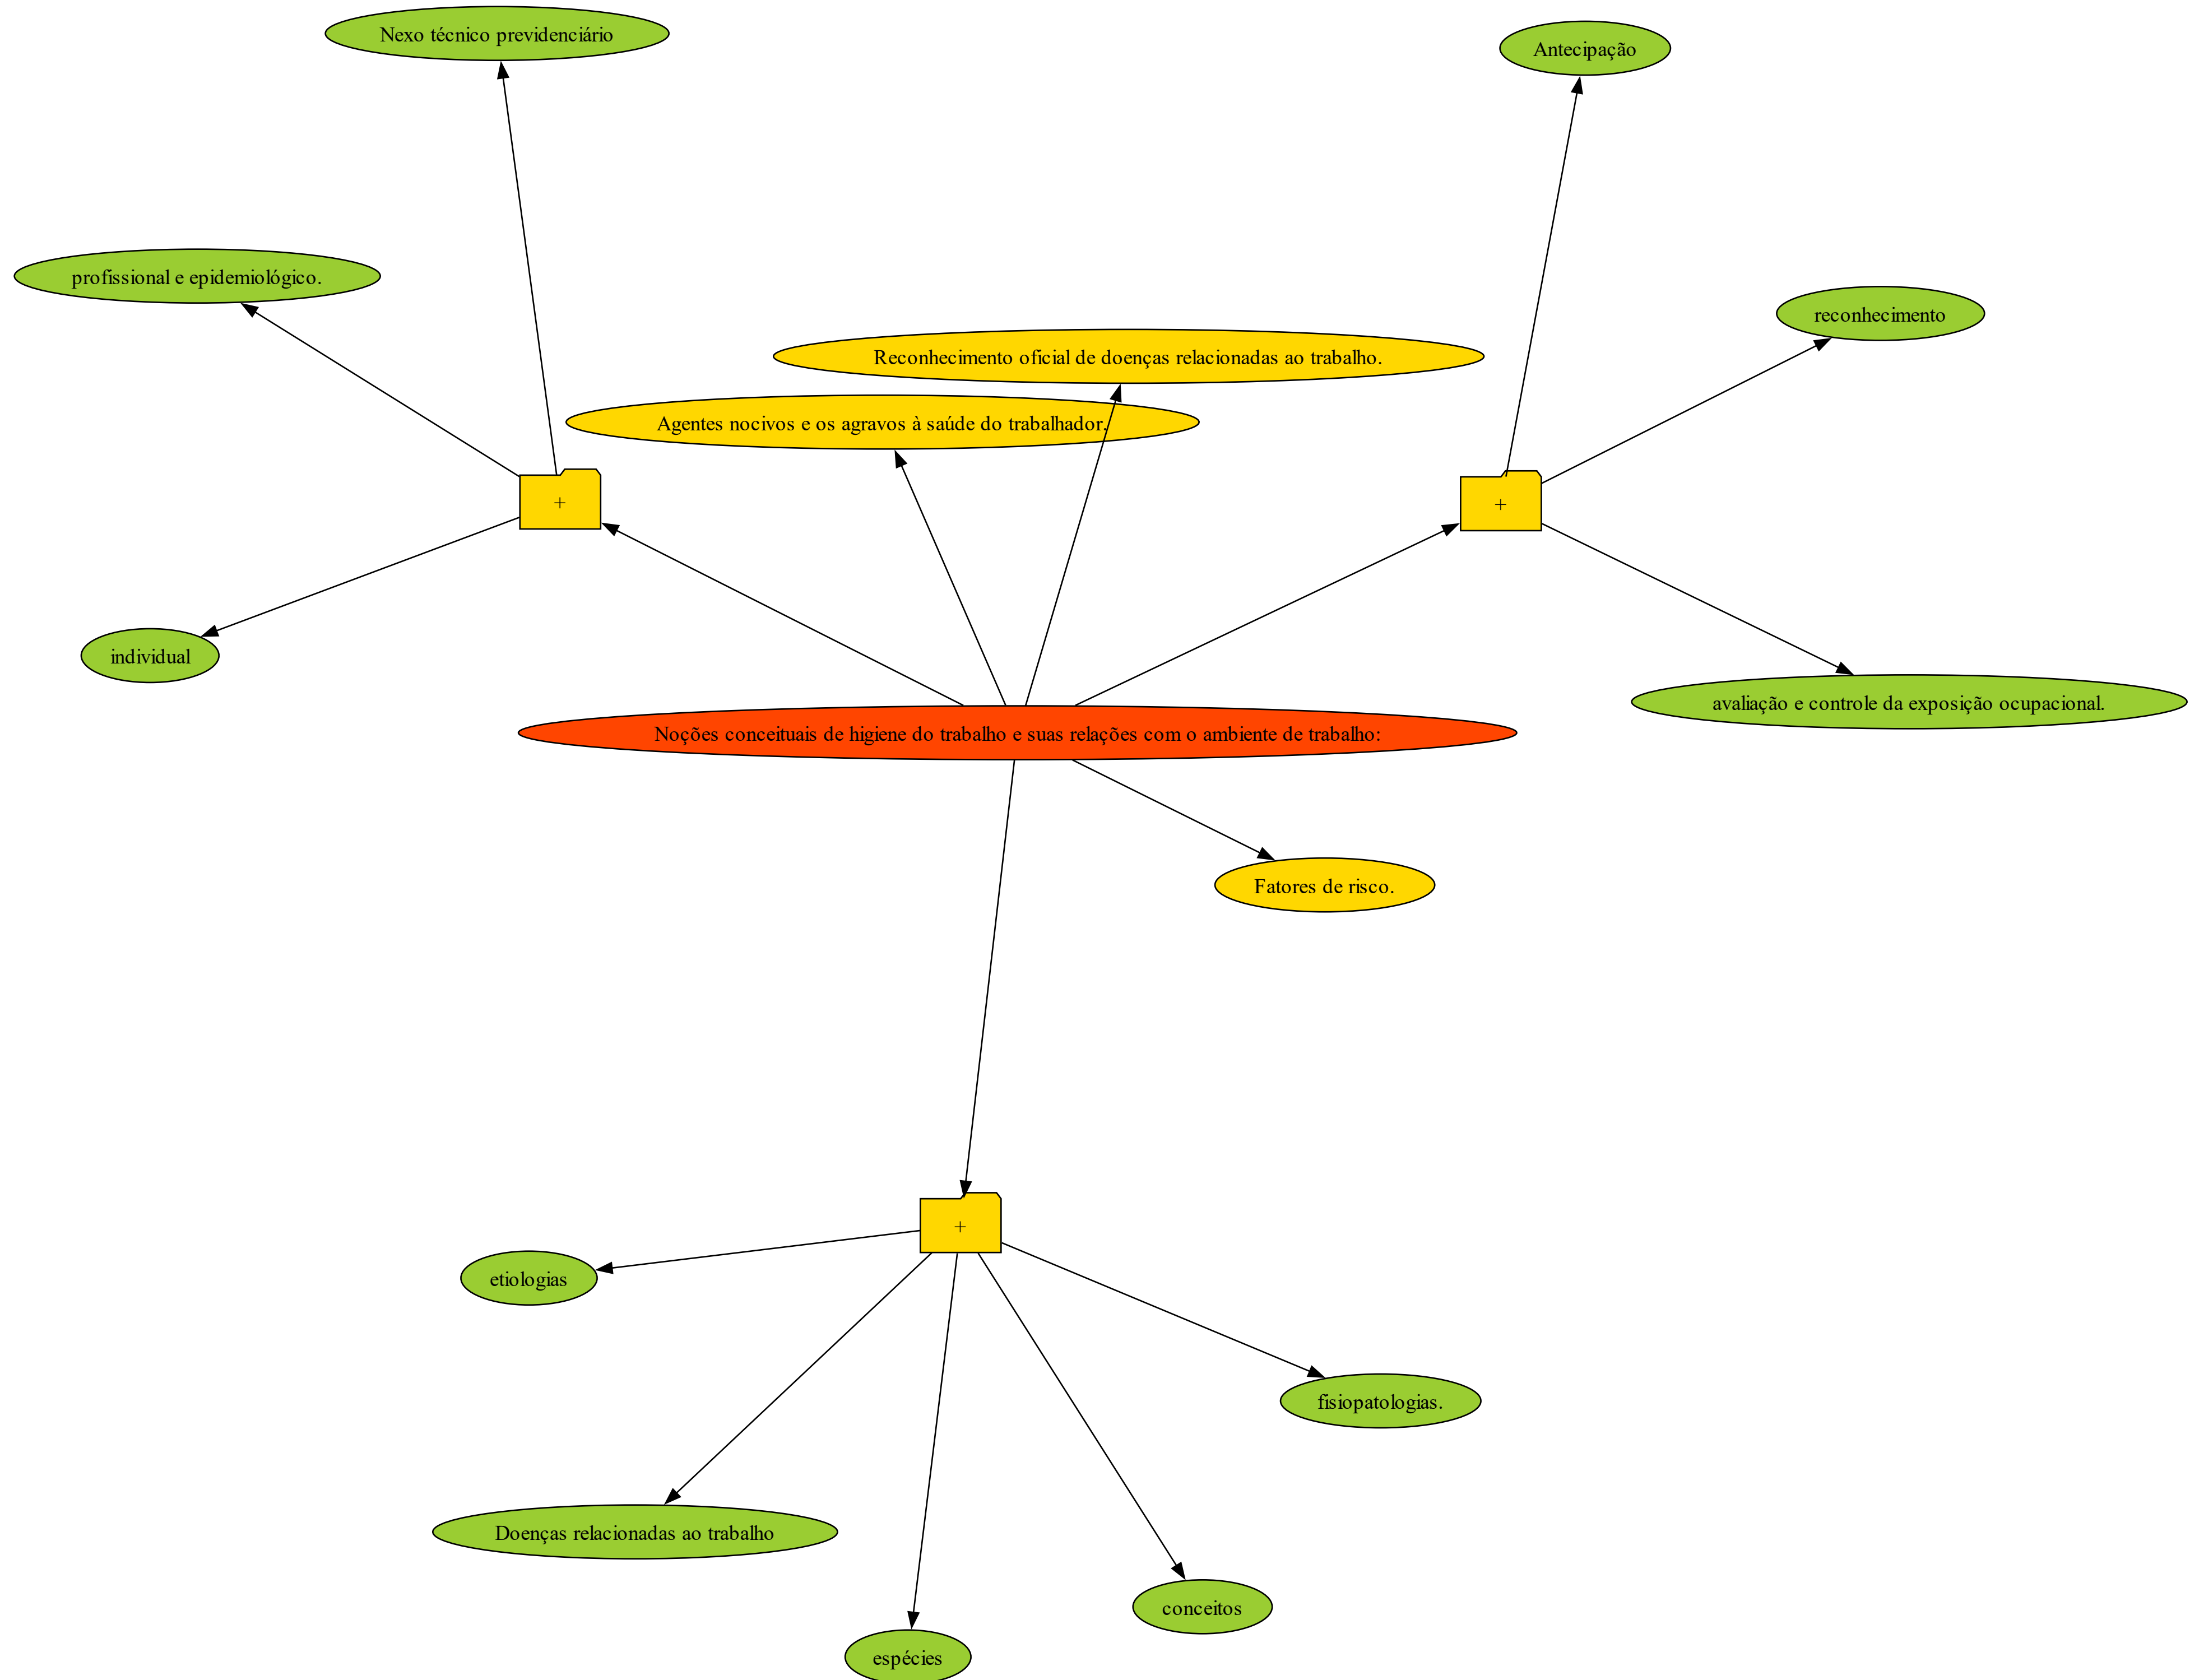 Nexo técnico previdenciário
Antecipação
profissional e epidemiológico.
reconhecimento
Reconhecimento oficial de doenças relacionadas ao trabalho.
Agentes nocivos e os agravos à saúde do trabalhador.
+
+
individual
avaliação e controle da exposição ocupacional.
Noções conceituais de higiene do trabalho e suas relações com o ambiente de trabalho:
Fatores de risco.
+
etiologias
fisiopatologias.
Doenças relacionadas ao trabalho
conceitos
espécies